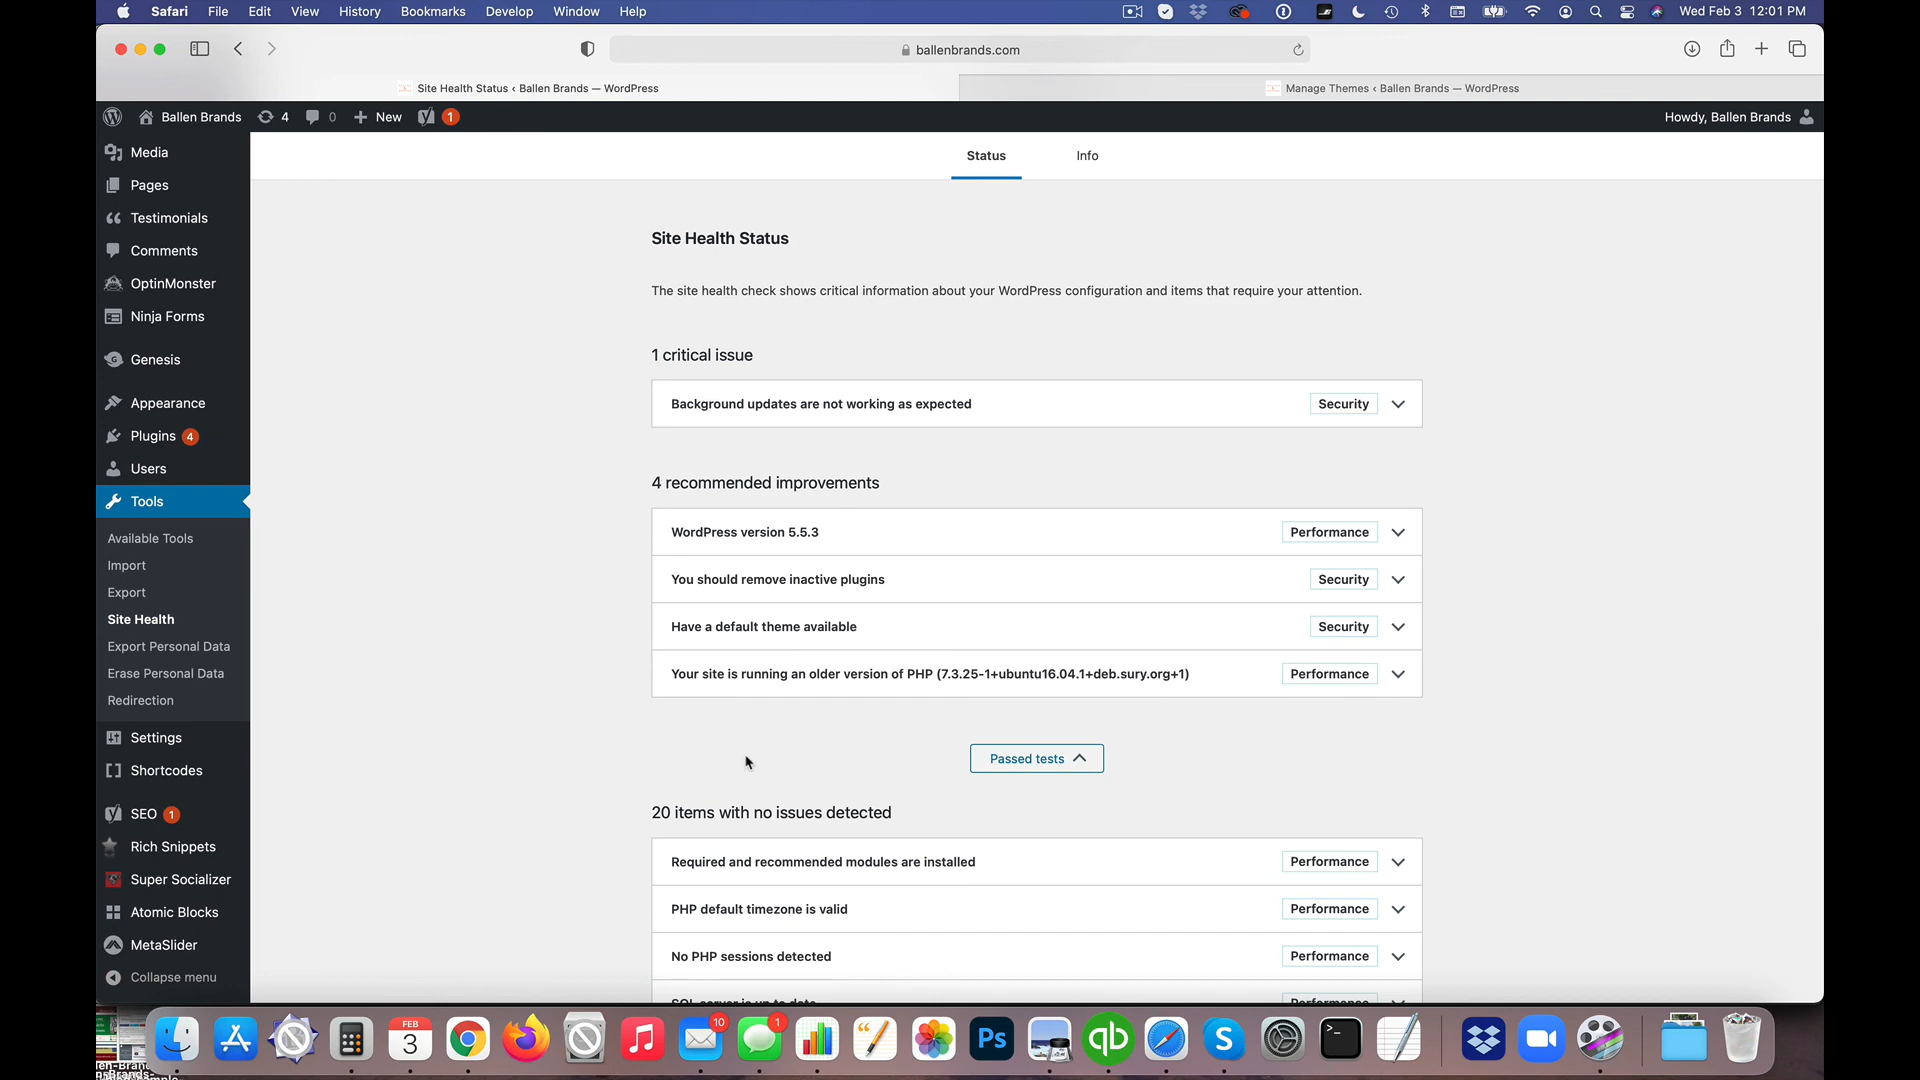 Safari File Edit View History Bookmarks Develop Window Help Wed Feb 3 12:01 PM
ballenbrands.com
Site Health Status ‹ Ballen Brands — WordPress Manage Themes ‹ Ballen Brands — WordPress
Ballen Brands 4 0 New 1 Howdy, Ballen Brands
Media
Pages
Testimonials
Comments
OptinMonster
Ninja Forms
Genesis
Appearance
Plugins 4
Users
Tools
Available Tools
Import
Export
Site Health
Export Personal Data
Erase Personal Data
Redirection
Settings
Shortcodes
SEO 1
Rich Snippets
Super Socializer
Atomic Blocks
MetaSlider
Collapse menu
Status Info
Site Health Status
The site health check shows critical information about your WordPress configuration and items that require your attention.
1 critical issue
Background updates are not working as expected Security
4 recommended improvements
WordPress version 5.5.3 Performance
You should remove inactive plugins Security
Have a default theme available Security
Your site is running an older version of PHP (7.3.25-1+ubuntu16.04.1+deb.sury.org+1) Performance
Passed tests
20 items with no issues detected
Required and recommended modules are installed Performance
PHP default timezone is valid Performance
No PHP sessions detected Performance
SQL server is up to date Performance
FEB
3
10
1
Ps
qb
S